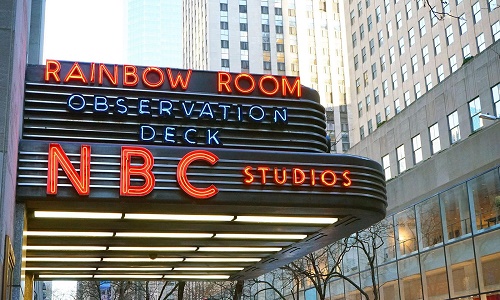 RAINBOW ROOM
OBSERVATION
DECK
NBC STUDIOS